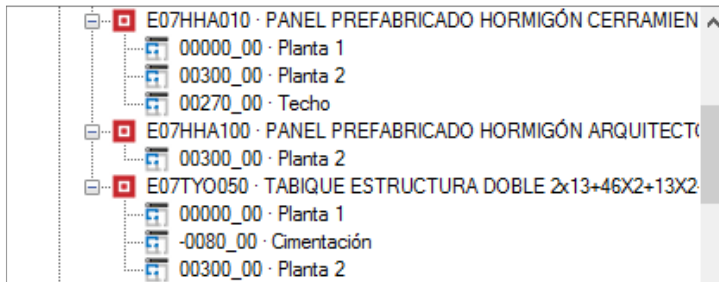 E07HHA010 · PANEL PREFABRICADO HORMIGÓN CERRAMIEN
00000_00 · Planta 1
00300_00 · Planta 2
00270_00 · Techo
E07HHA100 · PANEL PREFABRICADO HORMIGÓN ARQUITECTO
00300_00 · Planta 2
E07TYO050 · TABIQUE ESTRUCTURA DOBLE 2x13+46X2+13X2-
00000_00 · Planta 1
-0080_00 · Cimentación
00300_00 · Planta 2